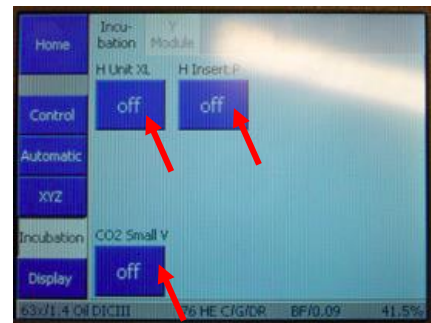 Home
Incu-
bation
Y
Module
H Unit XL
H Insert P
off
off
Control
Automatic
XYZ
Incubation
CO2 Small V
off
Display
63x/1.4 Oil DICIII
76 HE C/G/DR
BF/0.09
41.5%